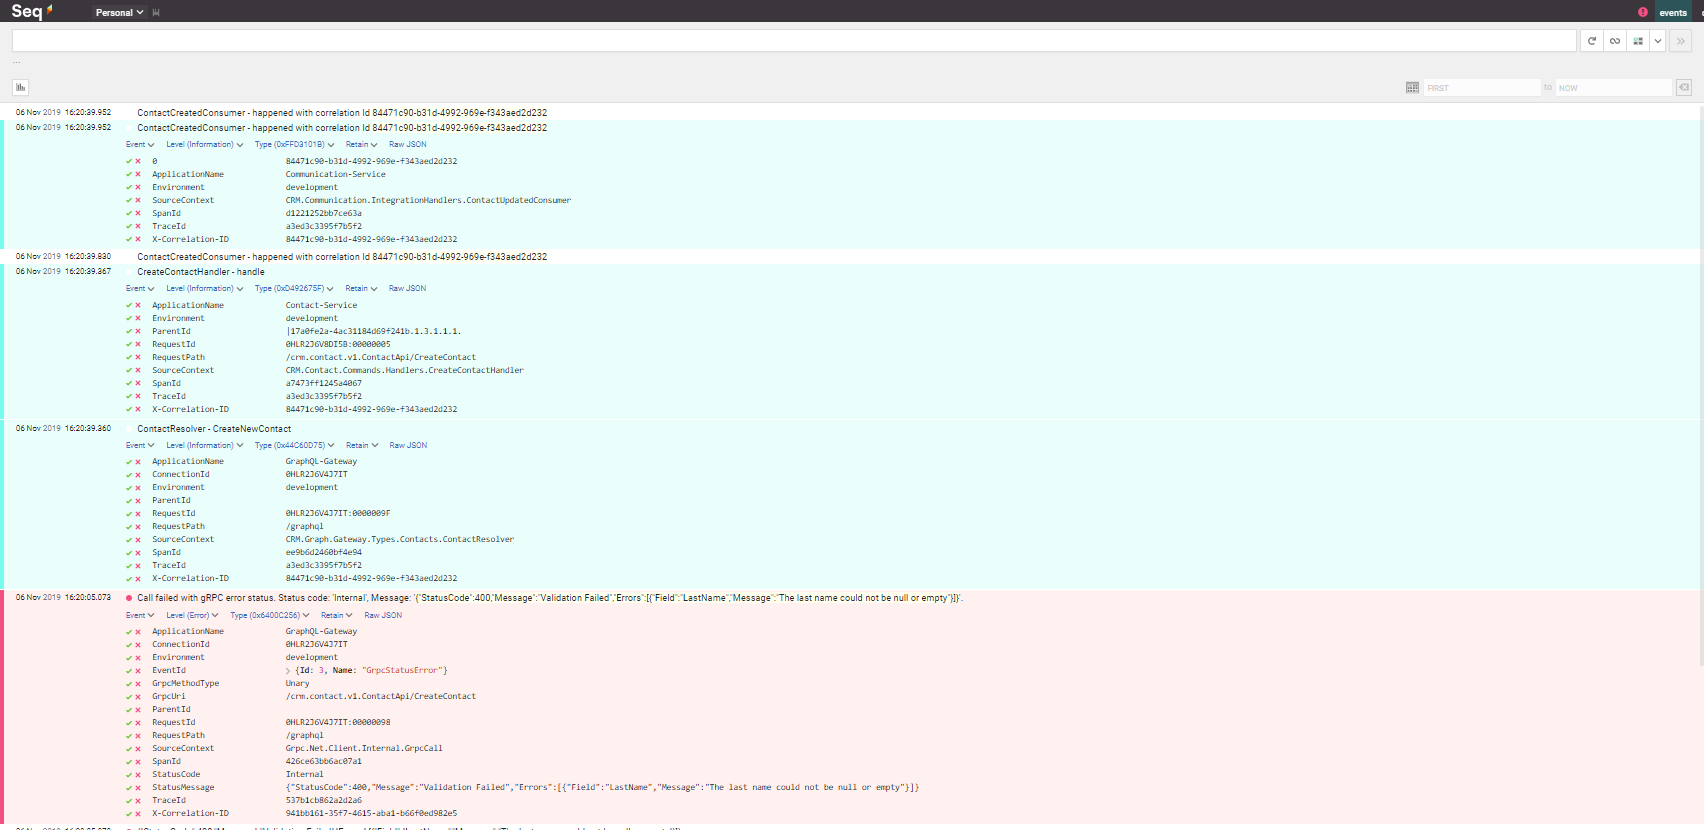 Seq
Personal
events
...
FIRST to NOW
06 Nov 2019 16:20:39.952 ContactCreatedConsumer - happened with correlation Id 84471c90-b31d-4992-969e-f343aed2d232
06 Nov 2019 16:20:39.952 ContactCreatedConsumer - happened with correlation Id 84471c90-b31d-4992-969e-f343aed2d232
Event Level (Information) Type (0xFFD3101B) Retain Raw JSON
0 84471c90-b31d-4992-969e-f343aed2d232
ApplicationName Communication-Service
Environment development
SourceContext CRM.Communication.IntegrationHandlers.ContactUpdatedConsumer
SpanId d1221252bb7ce63a
TraceId a3ed3c3395f7b5f2
X-Correlation-ID 84471c90-b31d-4992-969e-f343aed2d232
06 Nov 2019 16:20:39.830 ContactCreatedConsumer - happened with correlation Id 84471c90-b31d-4992-969e-f343aed2d232
06 Nov 2019 16:20:39.367 CreateContactHandler - handle
Event Level (Information) Type (0xD492675F) Retain Raw JSON
ApplicationName Contact-Service
Environment development
ParentId |17a0fe2a-4ac31184d69f241b.1.3.1.1.1.
RequestId 0HLR2J6V8DI5B:00000005
RequestPath /crm.contact.v1.ContactApi/CreateContact
SourceContext CRM.Contact.Commands.Handlers.CreateContactHandler
SpanId a7473ff1245a4067
TraceId a3ed3c3395f7b5f2
X-Correlation-ID 84471c90-b31d-4992-969e-f343aed2d232
06 Nov 2019 16:20:39.360 ContactResolver - CreateNewContact
Event Level (Information) Type (0x44C60D75) Retain Raw JSON
ApplicationName GraphQL-Gateway
ConnectionId 0HLR2J6V4J7IT
Environment development
ParentId
RequestId 0HLR2J6V4J7IT:0000009F
RequestPath /graphql
SourceContext CRM.Graph.Gateway.Types.Contacts.ContactResolver
SpanId ee9b6d2460bf4e94
TraceId a3ed3c3395f7b5f2
X-Correlation-ID 84471c90-b31d-4992-969e-f343aed2d232
06 Nov 2019 16:20:05.073 Call failed with gRPC error status. Status code: 'Internal', Message: '{"StatusCode":400,"Message":"Validation Failed","Errors":[{"Field":"LastName","Message":"The last name could not be null or empty"}]}'.
Event Level (Error) Type (0x6400C256) Retain Raw JSON
ApplicationName GraphQL-Gateway
ConnectionId 0HLR2J6V4J7IT
Environment development
EventId {Id: 3, Name: "GrpcStatusError"}
GrpcMethodType Unary
GrpcUri /crm.contact.v1.ContactApi/CreateContact
ParentId
RequestId 0HLR2J6V4J7IT:00000098
RequestPath /graphql
SourceContext Grpc.Net.Client.Internal.GrpcCall
SpanId 426ce63bb6ac07a1
StatusCode Internal
StatusMessage {"StatusCode":400,"Message":"Validation Failed","Errors":[{"Field":"LastName","Message":"The last name could not be null or empty"}]}
TraceId 537b1cb862a2d2a6
X-Correlation-ID 941bb161-35f7-4615-aba1-b66f0ed982e5